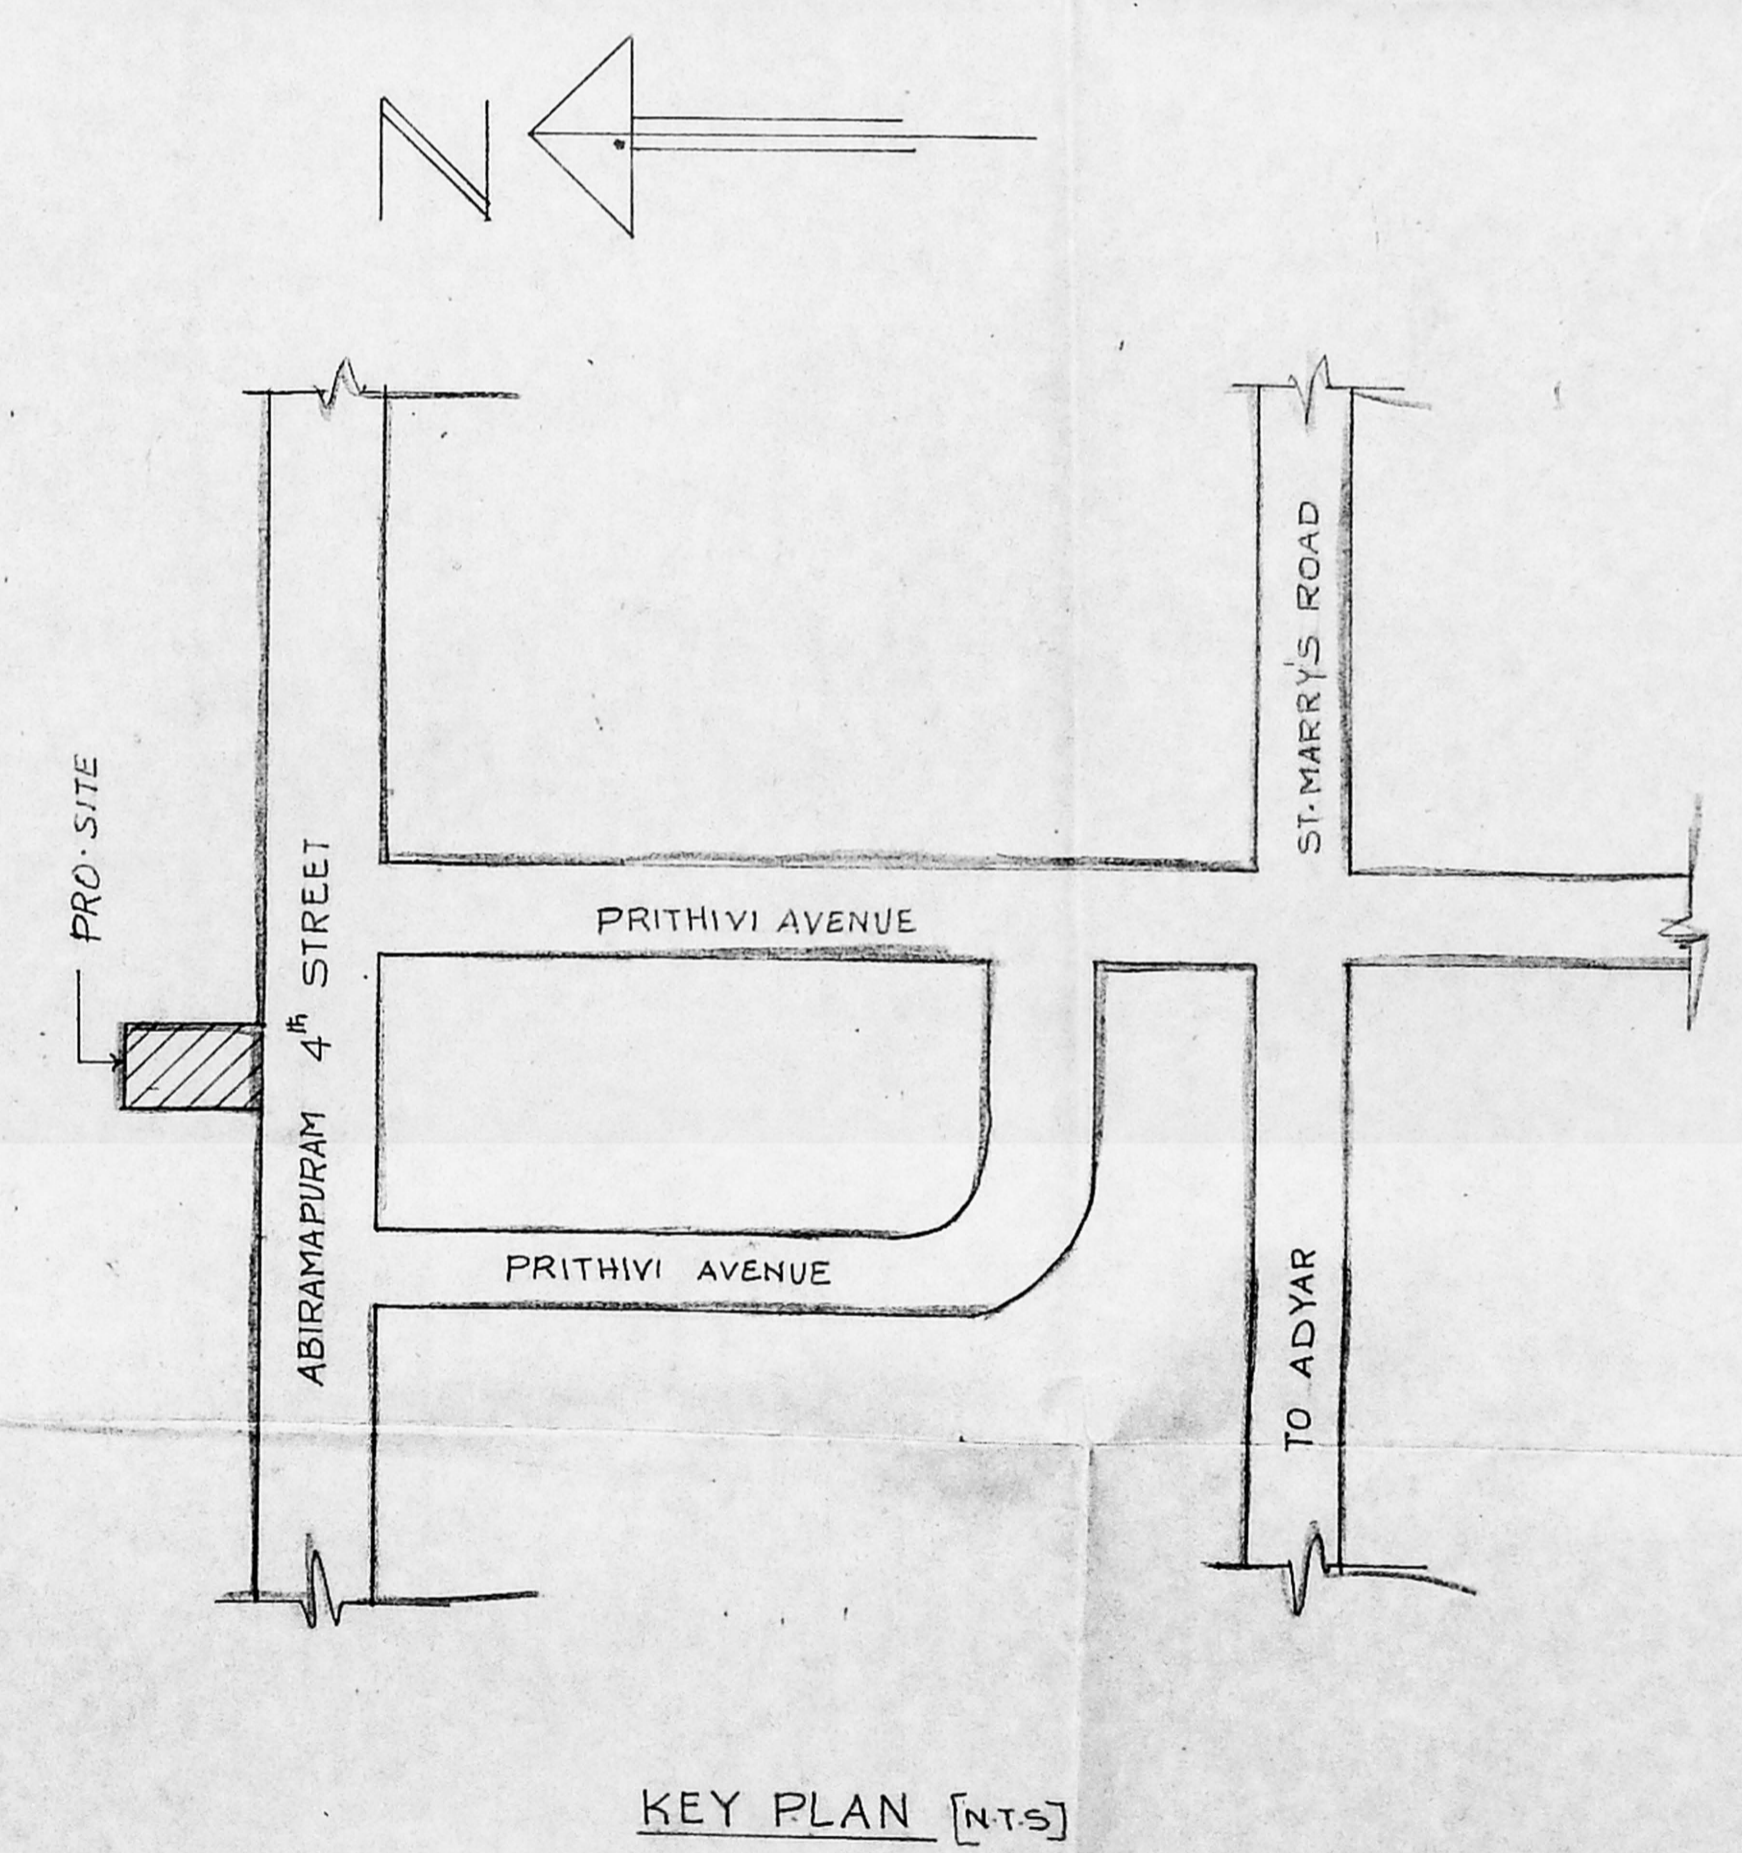 N
PRO. SITE
ABIRAMAPURAM 4th STREET
PRITHIVI AVENUE
PRITHIVI AVENUE
ST. MARRY'S ROAD
TO ADYAR
KEY PLAN [N.T.S]